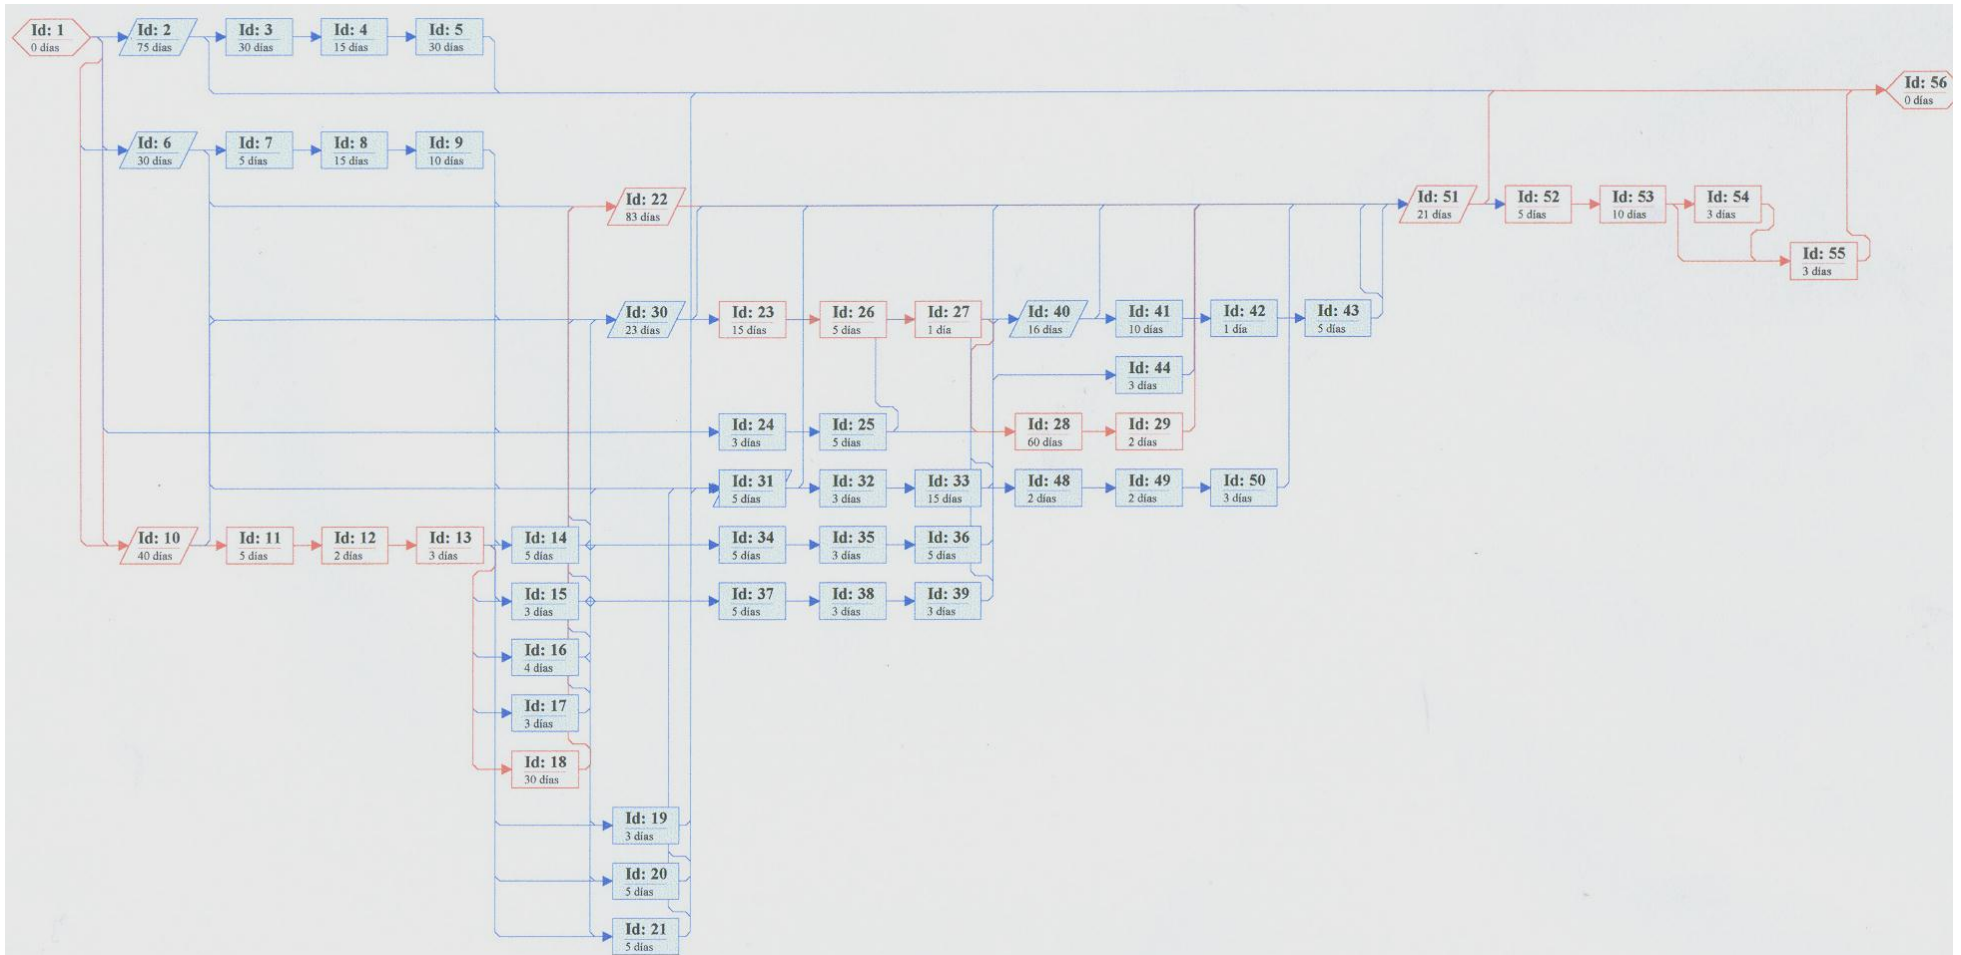 Id: 1
0 días
Id: 2
75 días
Id: 3
30 días
Id: 4
15 días
Id: 5
30 días
Id: 56
0 días
Id: 6
30 días
Id: 7
5 días
Id: 8
15 días
Id: 9
10 días
Id: 22
83 días
Id: 51
21 días
Id: 52
5 días
Id: 53
10 días
Id: 54
3 días
Id: 55
3 días
Id: 30
23 días
Id: 23
15 días
Id: 26
5 días
Id: 27
1 día
Id: 40
16 días
Id: 41
10 días
Id: 42
1 día
Id: 43
5 días
Id: 44
3 días
Id: 24
3 días
Id: 25
5 días
Id: 28
60 días
Id: 29
2 días
Id: 31
5 días
Id: 32
3 días
Id: 33
15 días
Id: 48
2 días
Id: 49
2 días
Id: 50
3 días
Id: 10
40 días
Id: 11
5 días
Id: 12
2 días
Id: 13
3 días
Id: 14
5 días
Id: 34
5 días
Id: 35
3 días
Id: 36
5 días
Id: 15
3 días
Id: 37
5 días
Id: 38
3 días
Id: 39
3 días
Id: 16
4 días
Id: 17
3 días
Id: 18
30 días
Id: 19
3 días
Id: 20
5 días
Id: 21
5 días